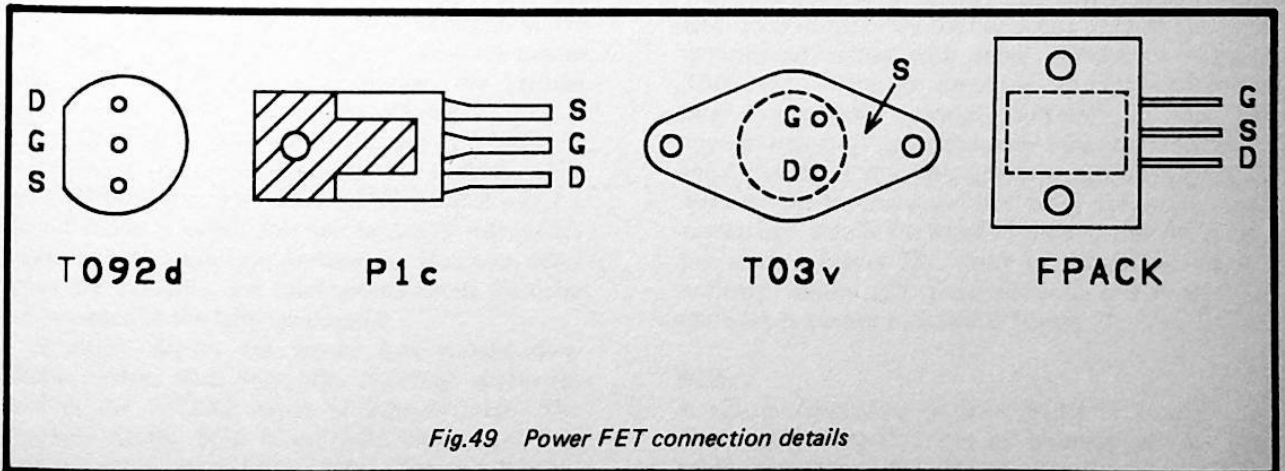 D
G
S
T092d
S
G
D
P1c
S
G
D
T03v
G
S
D
FPACK
Fig.49 Power FET connection details